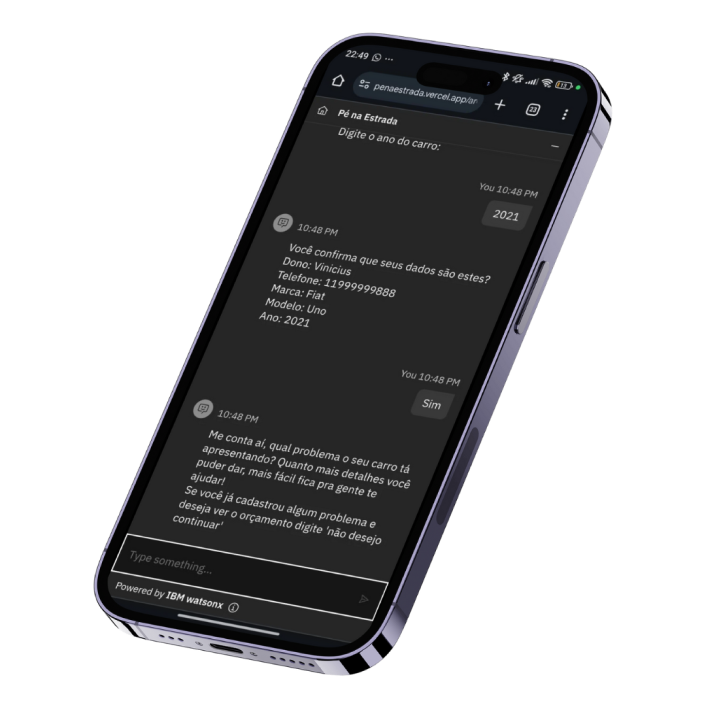 22:49
penaestrada.vercel.app/ar
23
13
Pé na Estrada
Digite o ano do carro:
You 10:48 PM
2021
10:48 PM
Você confirma que seus dados são estes?
Dono: Vinicius
Telefone: 11999999888
Marca: Fiat
Modelo: Uno
Ano: 2021
You 10:48 PM
Sim
10:48 PM
Me conta aí, qual problema o seu carro tá
apresentando? Quanto mais detalhes você
puder dar, mais fácil fica pra gente te
ajudar!
Se você já cadastrou algum problema e
deseja ver o orçamento digite 'não desejo
continuar'
Type something...
Powered by IBM watsonx